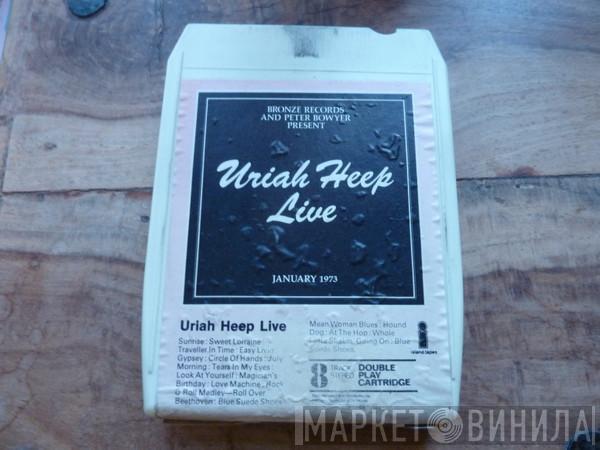 BRONZE RECORDS
AND PETER BOWYER
PRESENT
Uriah Heep
Live
JANUARY 1973
Uriah Heep Live
Sunrise : Sweet Lorraine
Traveller In Time : Easy Livin'
Gypsey : Circle Of Hands : July
Morning : Tears In My Eyes :
Look At Yourself : Magician's
Birthday : Love Machine : Rock
& Roll Medley—Roll Over
Beethoven : Blue Suede Shoes
Mean Woman Blues : Hound
Dog : At The Hop : Whole
Going On : Blue
Suede Shoes.
island tapes
8 TRACK STEREO
DOUBLE
PLAY
CARTRIDGE
МАРКЕТ ВИНИЛА